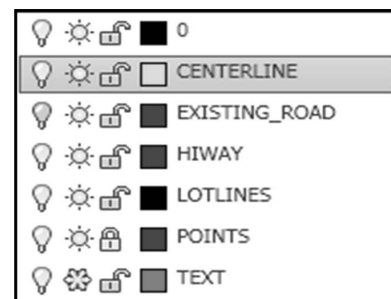 0
CENTERLINE
EXISTING_ROAD
HIWAY
LOTLINES
POINTS
TEXT